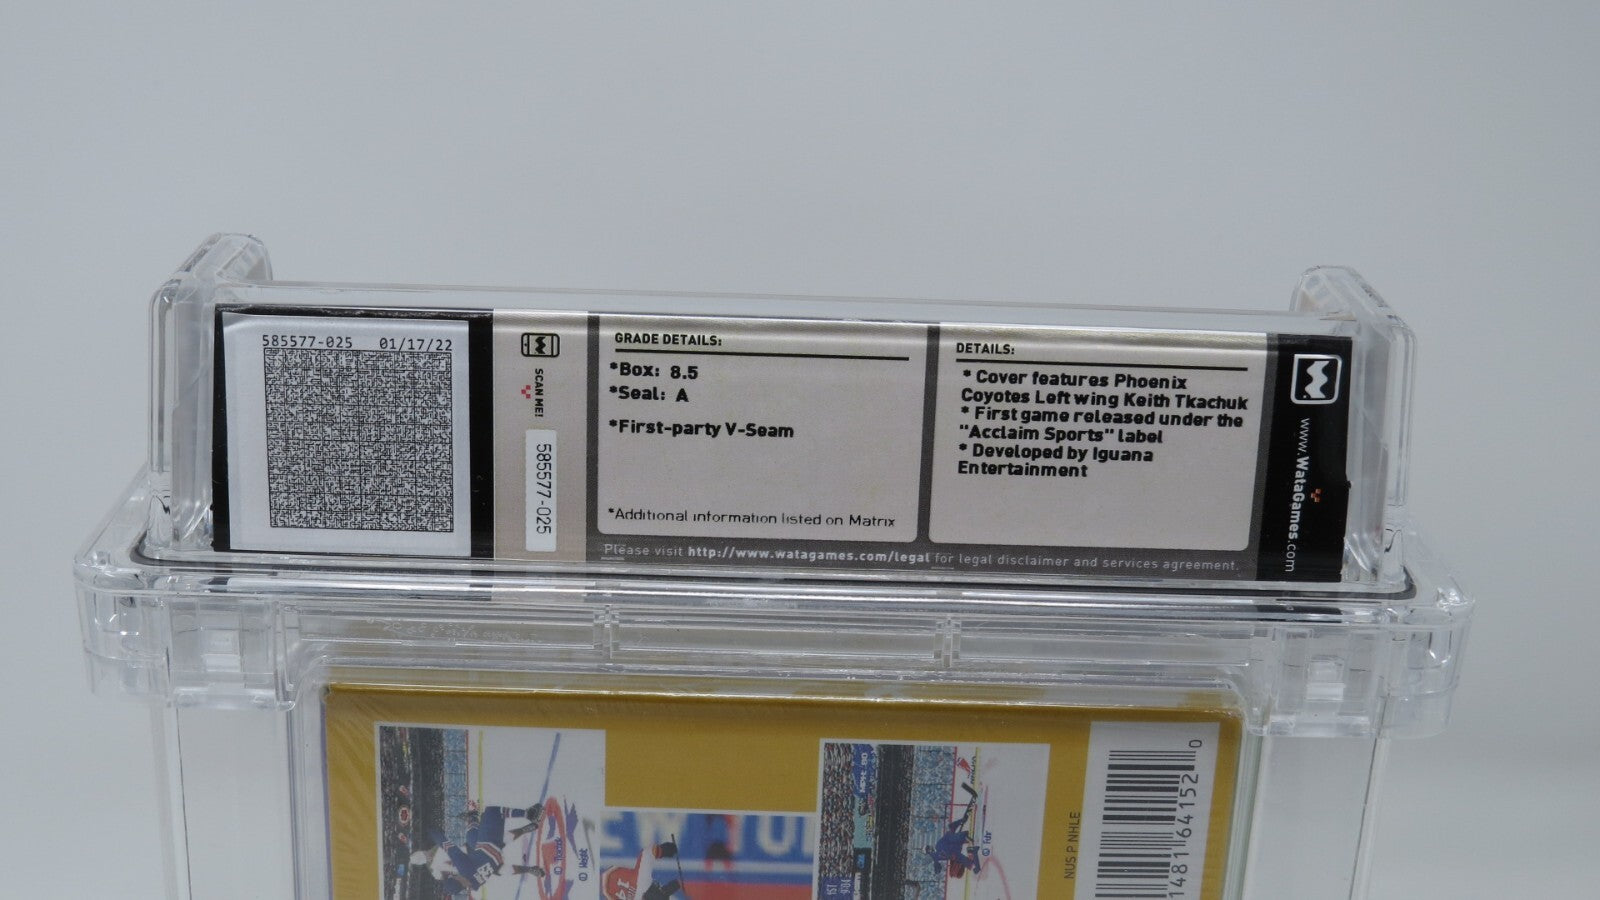 585577-025 01/17/22
SCAN ME!
585577-025
GRADE DETAILS:
*Box: 8.5
*Seal: A
*First-party V-Seam
*Additional information listed on Matrix
DETAILS:
* Cover features Phoenix
Coyotes Left wing Keith Tkachuk
* First game released under the
"Acclaim Sports" label
* Developed by Iguana
Entertainment
Please visit http://www.watagames.com/legal for legal disclaimer and services agreement.
www.WataGames.com
NUS P NHLE
1481 64152 0